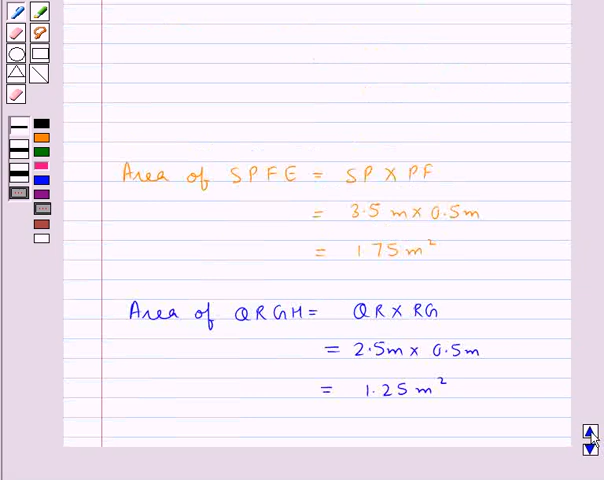 Area of SPFE = SP × PF
= 3.5 m × 0.5m
= 1 75 m²
Area of QRGH = QR × RG
= 2.5m × 0.5m
= 1.25 m²